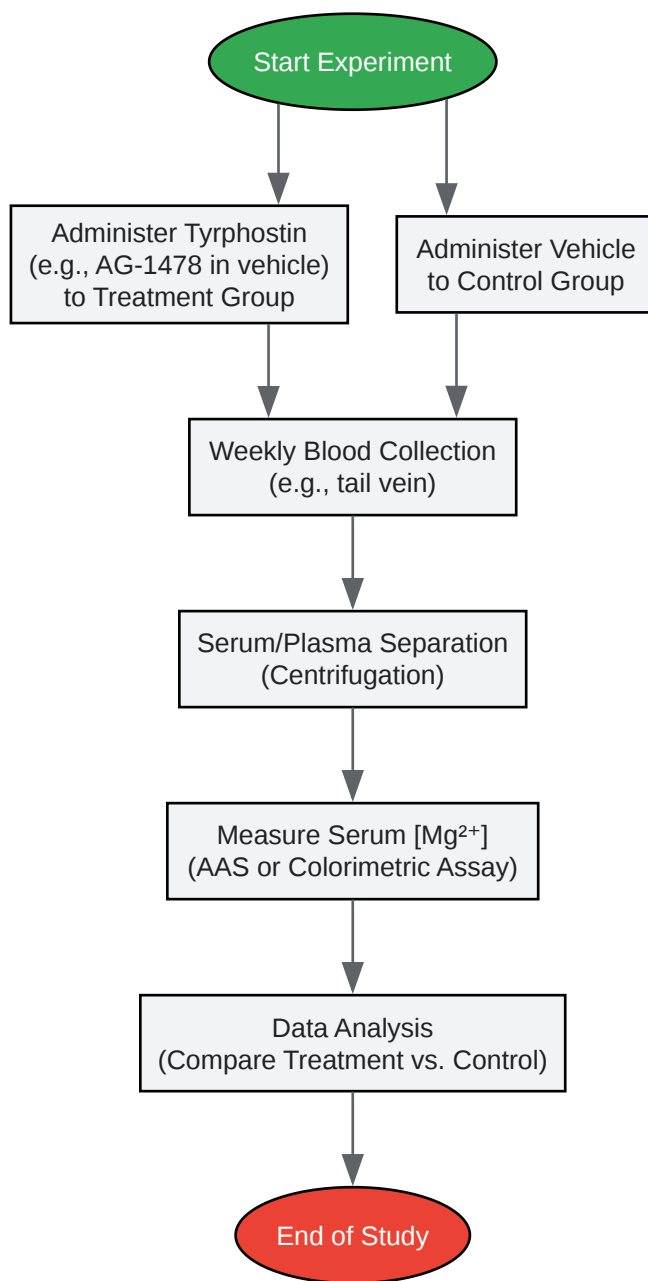 Start Experiment
Administer Tyrphostin
(e.g., AG-1478 in vehicle)
to Treatment Group
Administer Vehicle
to Control Group
Weekly Blood Collection
(e.g., tail vein)
Serum/Plasma Separation
(Centrifugation)
Measure Serum [Mg²⁺]
(AAS or Colorimetric Assay)
Data Analysis
(Compare Treatment vs. Control)
End of Study